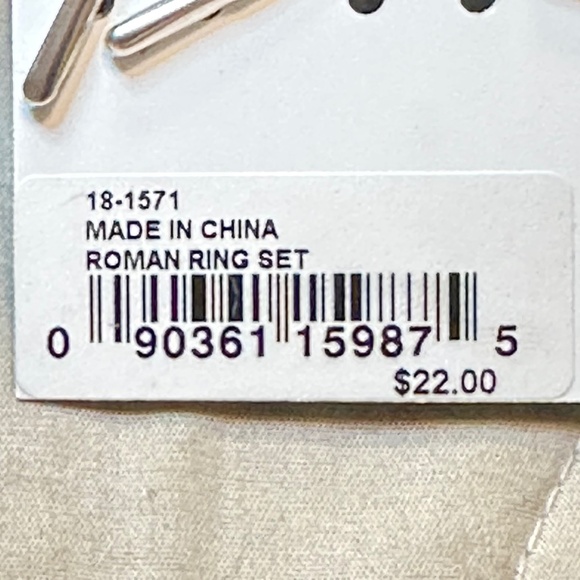 18-1571
MADE IN CHINA
ROMAN RING SET
0 90361 15987 5
$22.00